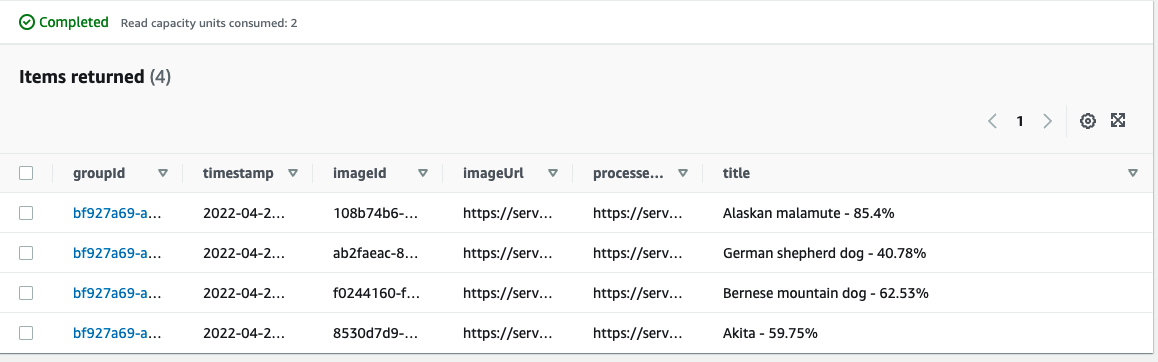 Completed Read capacity units consumed: 2
Items returned (4)
1
groupId timestamp imageId imageUrl processe... title
bf927a69-a... 2022-04-2... 108b74b6-... https://serv... https://serv... Alaskan malamute - 85.4%
bf927a69-a... 2022-04-2... ab2faeac-8... https://serv... https://serv... German shepherd dog - 40.78%
bf927a69-a... 2022-04-2... f0244160-f... https://serv... https://serv... Bernese mountain dog - 62.53%
bf927a69-a... 2022-04-2... 8530d7d9-... https://serv... https://serv... Akita - 59.75%